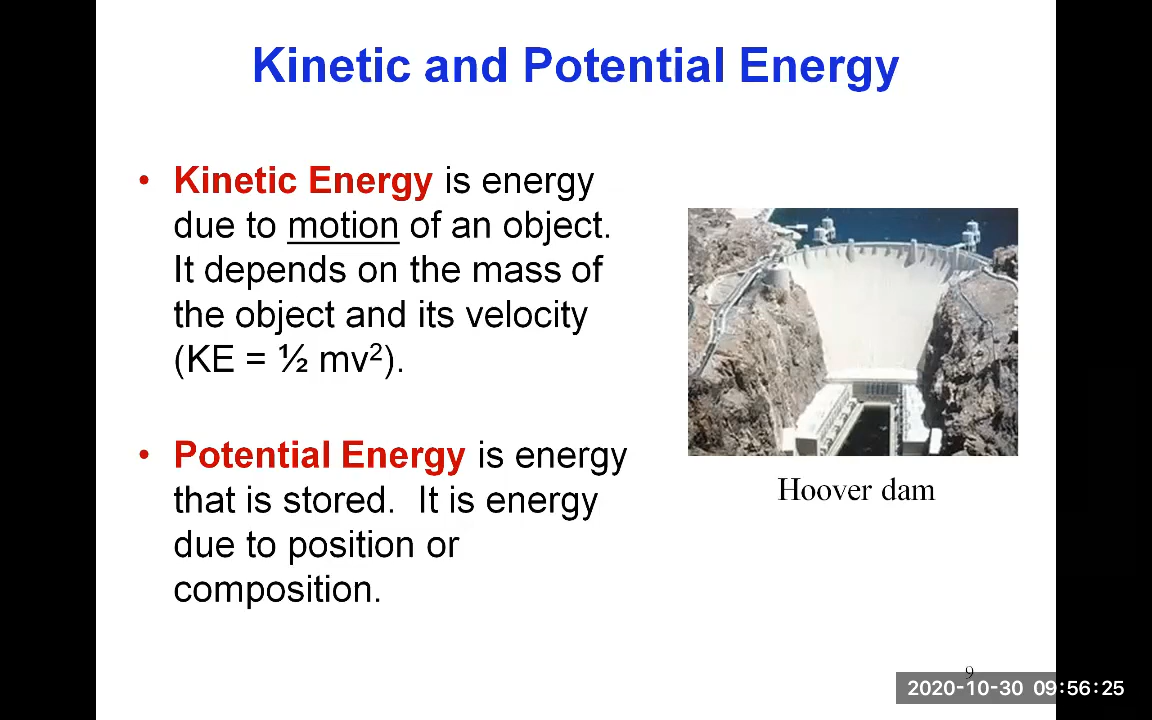 Kinetic and Potential Energy
• Kinetic Energy is energy
due to motion of an object.
It depends on the mass of
the object and its velocity
(KE = ½ mv²).
• Potential Energy is energy
that is stored.  It is energy
due to position or
composition.
Hoover dam
9
2020-10-30 09:56:25